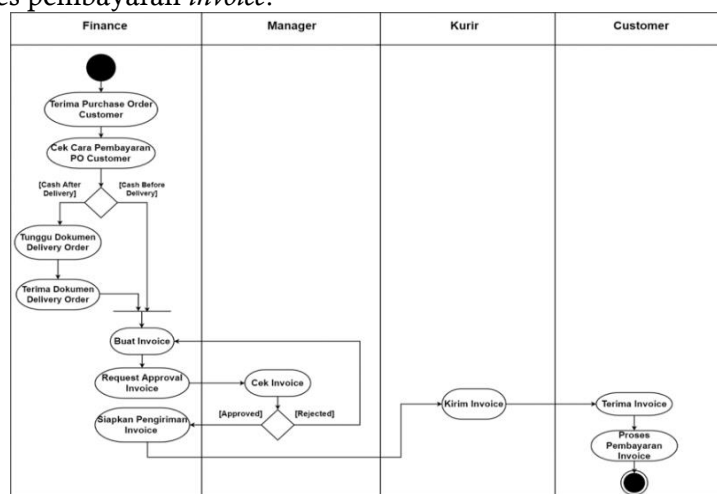 es pembayaran invoice.
Finance
Manager
Kurir
Customer
Terima Purchase Order
Customer
Cek Cara Pembayaran
PO Customer
[Cash After
Delivery]
[Cash Before
Delivery]
Tunggu Dokumen
Delivery Order
Terima Dokumen
Delivery Order
Buat Invoice
Request Approval
Invoice
Cek Invoice
[Approved]
[Rejected]
Siapkan Pengiriman
Invoice
Kirim Invoice
Terima Invoice
Proses
Pembayaran
Invoice